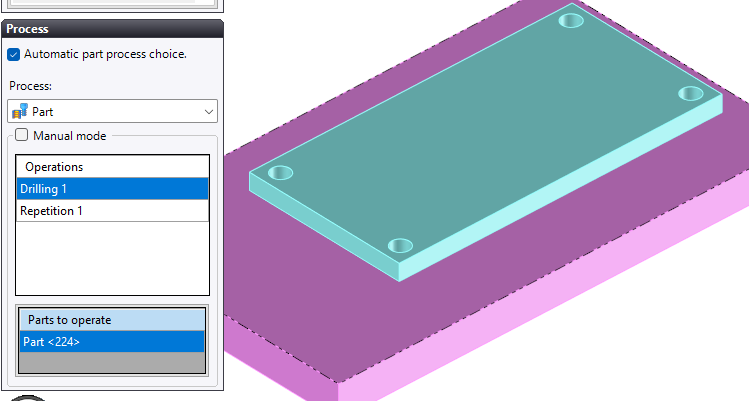 Process
Automatic part process choice.
Process:
Part
Manual mode
Operations
Drilling 1
Repetition 1
Parts to operate
Part <224>